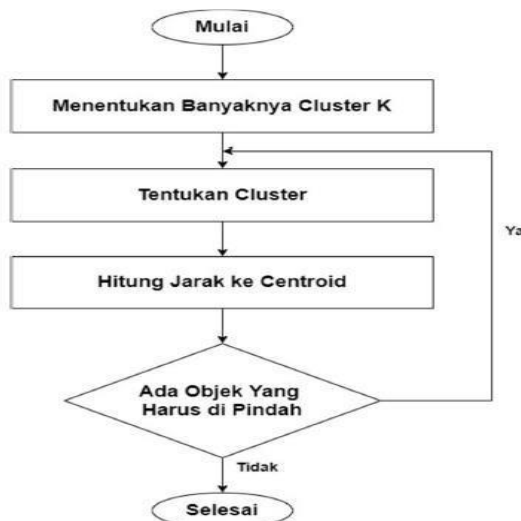 Mulai
Menentukan Banyaknya Cluster K
Tentukan Cluster
Ya
Hitung Jarak ke Centroid
Ada Objek Yang
Harus di Pindah
Tidak
Selesai